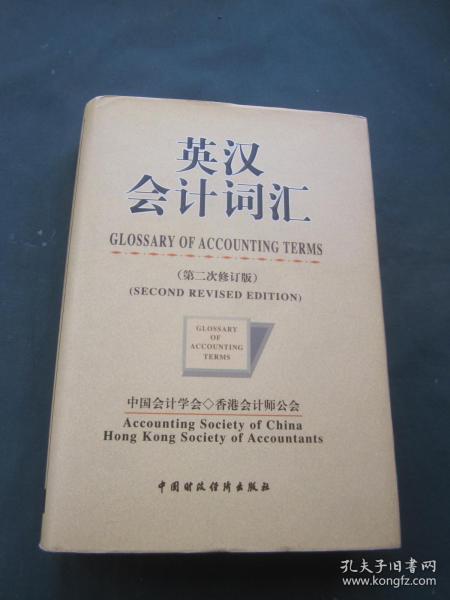 英汉
会计词汇
GLOSSARY OF ACCOUNTING TERMS
(第二次修订版)
(SECOND REVISED EDITION)
GLOSSARY
OF
ACCOUNTING
TERMS
中国会计学会◇香港会计师公会
Accounting Society of China
Hong Kong Society of Accountants
中国财政经济出版社
孔夫子旧书网
www.kongfz.com